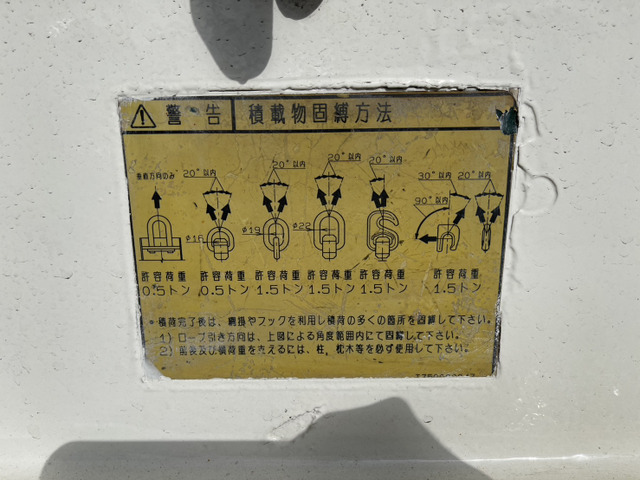 警告 積載物固縛方法
垂直方向のみ 20°以内 20°以内 20°以内 20°以内 30°以内 20°以内
90°以内
φ16 φ19 φ22
許容荷重 許容荷重 許容荷重 許容荷重 許容荷重 許容荷重
0.5トン 0.5トン 1.5トン 1.5トン 1.5トン 1.5トン
・積荷完了後は、縄掛やフックを利用し積荷の多くの箇所を固縛して下さい。
1) ロープ引き方向は、上図による角度範囲内にて固縛して下さい。
2) 荷及び積荷重を支えるには、柱，枕木等を必ず使用して下さい。